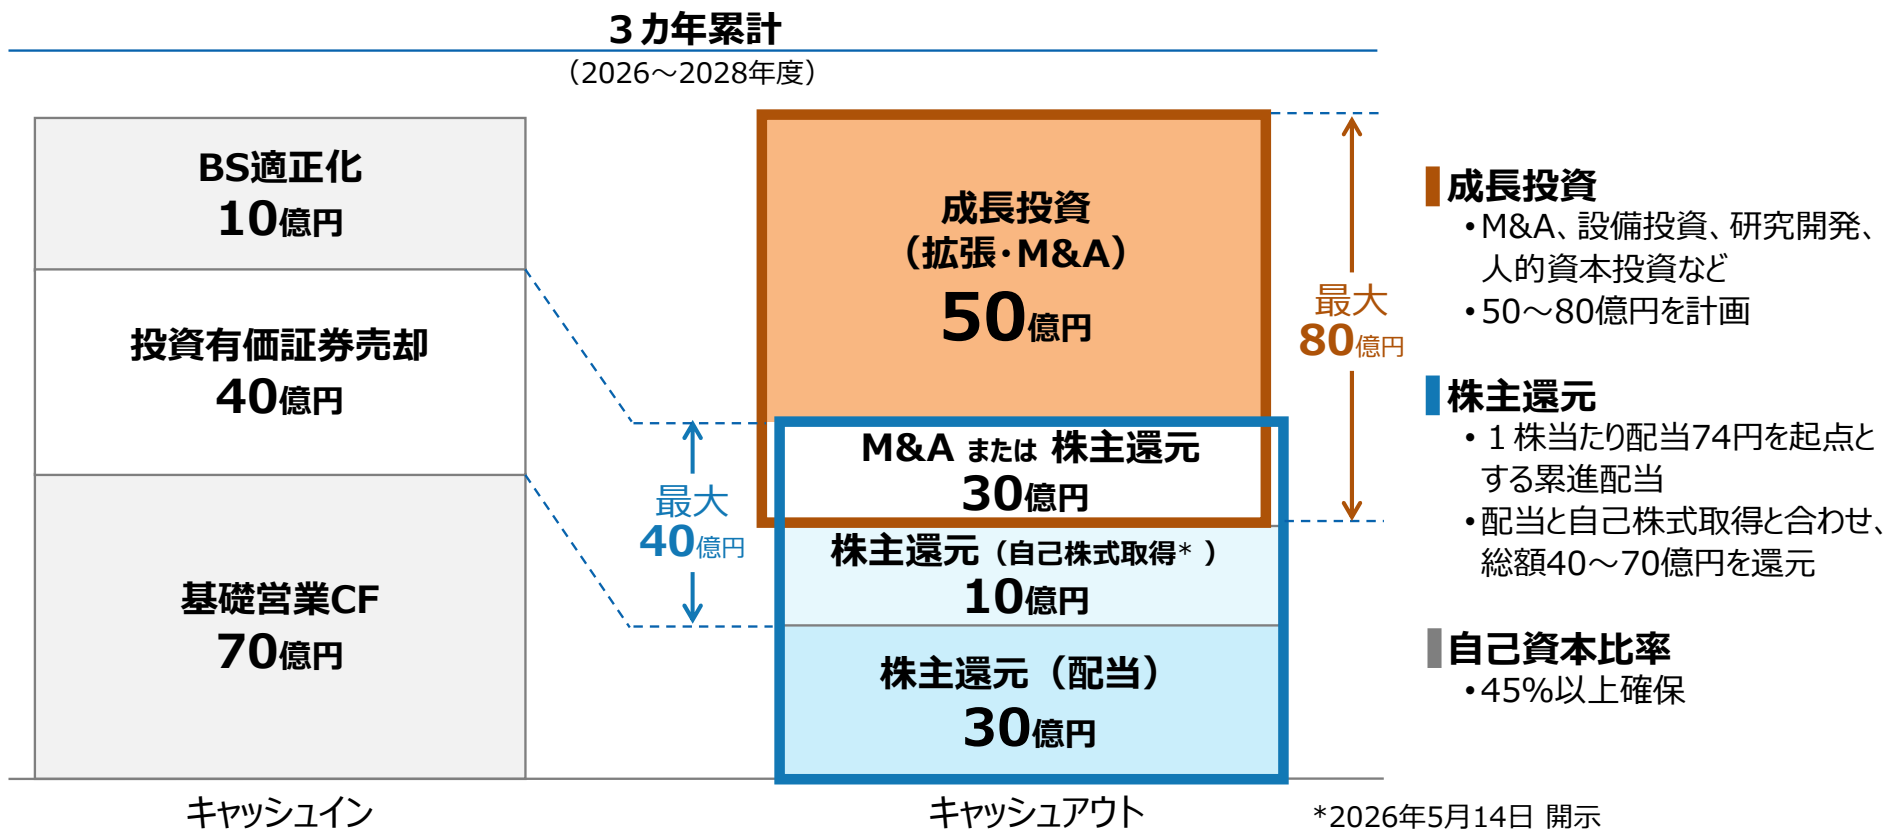 3カ年累計
（2026～2028年度）
BS適正化
10億円
投資有価証券売却
40億円
基礎営業CF
70億円
キャッシュイン
最大
40億円
成長投資
（拡張・M&A）
50億円
M&A または 株主還元
30億円
株主還元（自己株式取得* ）
10億円
株主還元（配当）
30億円
キャッシュアウト
最大
80億円
成長投資
・M&A、設備投資、研究開発、
人的資本投資など
・50～80億円を計画
株主還元
・１株当たり配当74円を起点と
する累進配当
・配当と自己株式取得と合わせ、
総額40～70億円を還元
自己資本比率
・45%以上確保
*2026年5月14日 開示